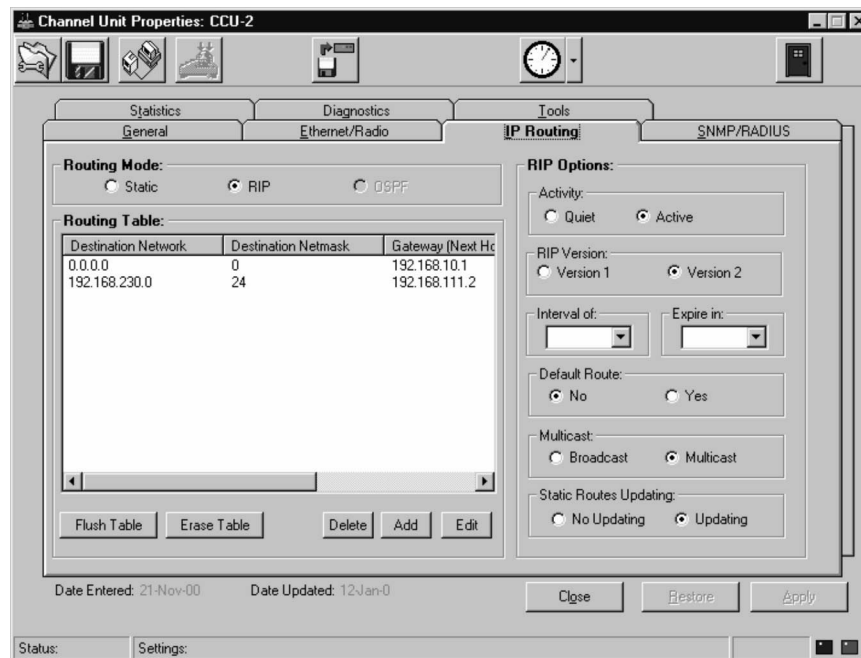 Channel Unit Properties: CCU-2
Statistics
Diagnostics
Tools
General
Ethernet/Radio
IP Routing
SNMP/RADIUS
Routing Mode:
Static
RIP
OSPF
Routing Table:
Destination Network Destination Netmask Gateway (Next Ho
0.0.0.0 0 192.168.10.1
192.168.230.0 24 192.168.111.2
Flush Table
Erase Table
Delete
Add
Edit
RIP Options:
Activity:
Quiet
Active
RIP Version:
Version 1
Version 2
Interval of:
Expire in:
Default Route:
No
Yes
Multicast:
Broadcast
Multicast
Static Routes Updating:
No Updating
Updating
Date Entered: 21-Nov-00
Date Updated: 12-Jan-0
Close
Restore
Apply
Status:
Settings: